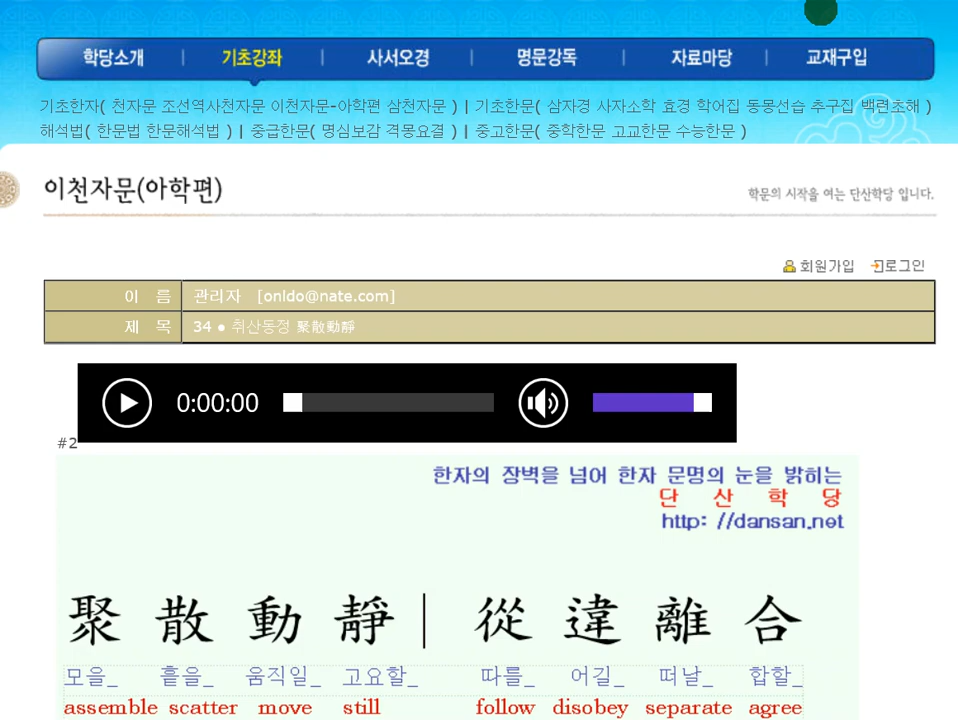 학당소개 | 기초강좌 | 사서오경 | 명문강독 | 자료마당 | 교재구입
기초한자( 천자문 조선역사천자문 이천자문-아학편 삼천자문 ) | 기초한문( 삼자경 사자소학 효경 학어집 동몽선습 추구집 백련초해 )
해석법( 한문법 한문해석법 ) | 중급한문( 명심보감 격몽요결 ) | 중고한문( 중학한문 고교한문 수능한문 )
이천자문(아학편)
학문의 시작을 여는 단산학당 입니다.
회원가입 로그인
이 름 관리자 [onldo@nate.com]
제 목 34 ● 취산동정 聚散動靜
0:00:00
#2
한자의 장벽을 넘어 한자 문명의 눈을 밝히는
단 산 학 당
http: //dansan.net
聚 散 動 靜 | 從 違 離 合
모을_ 흩을_ 움직일_ 고요할_ 따를_ 어길_ 떠날_ 합할_
assemble scatter move still follow disobey separate agree